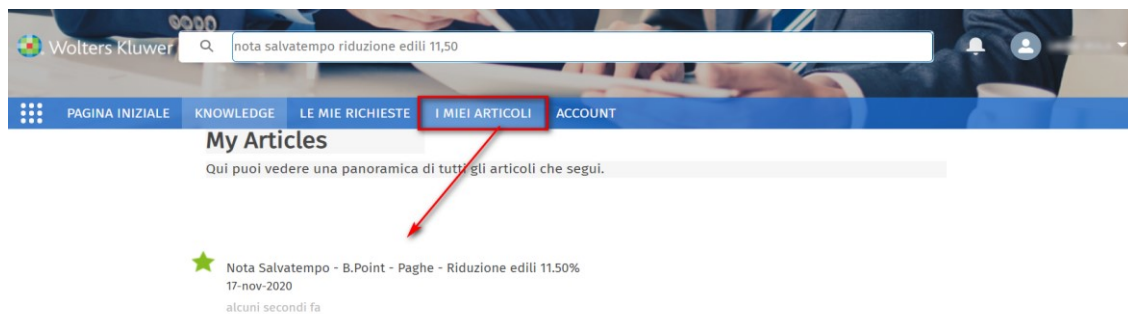 Wolters Kluwer
nota salvatempo riduzione edili 11,50
PAGINA INIZIALE KNOWLEDGE LE MIE RICHIESTE I MIEI ARTICOLI ACCOUNT
My Articles
Qui puoi vedere una panoramica di tutti gli articoli che segui.
Nota Salvatempo - B.Point - Paghe - Riduzione edili 11.50%
17-nov-2020
alcuni secondi fa